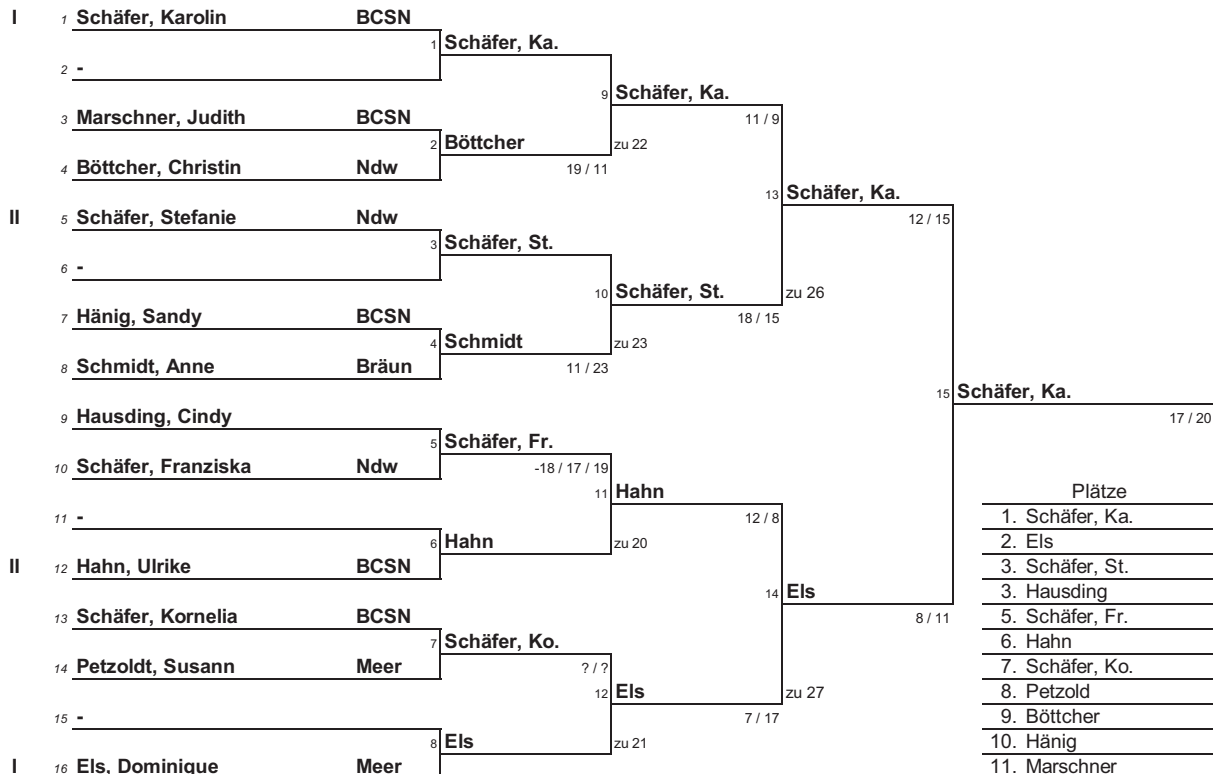 I 1 Schäfer, Karolin BCSN
1 Schäfer, Ka.
2 -
9 Schäfer, Ka.
3 Marschner, Judith BCSN 11 / 9
2 Böttcher zu 22
4 Böttcher, Christin Ndw 19 / 11
13 Schäfer, Ka.
II 5 Schäfer, Stefanie Ndw 12 / 15
3 Schäfer, St.
6 -
10 Schäfer, St. zu 26
7 Hänig, Sandy BCSN 18 / 15
4 Schmidt zu 23
8 Schmidt, Anne Bräun 11 / 23
15 Schäfer, Ka.
9 Hausding, Cindy 17 / 20
5 Schäfer, Fr.
10 Schäfer, Franziska Ndw -18 / 17 / 19
11 Hahn Plätze
11 - 12 / 8 1. Schäfer, Ka.
6 Hahn zu 20 2. Els
II 12 Hahn, Ulrike BCSN 3. Schäfer, St.
14 Els 3. Hausding
13 Schäfer, Kornelia BCSN 8 / 11 5. Schäfer, Fr.
7 Schäfer, Ko. 6. Hahn
14 Petzoldt, Susann Meer ? / ? 7. Schäfer, Ko.
12 Els zu 27 8. Petzold
15 - 7 / 17 9. Böttcher
8 Els zu 21 10. Hänig
I 16 Els, Dominique Meer 11. Marschner